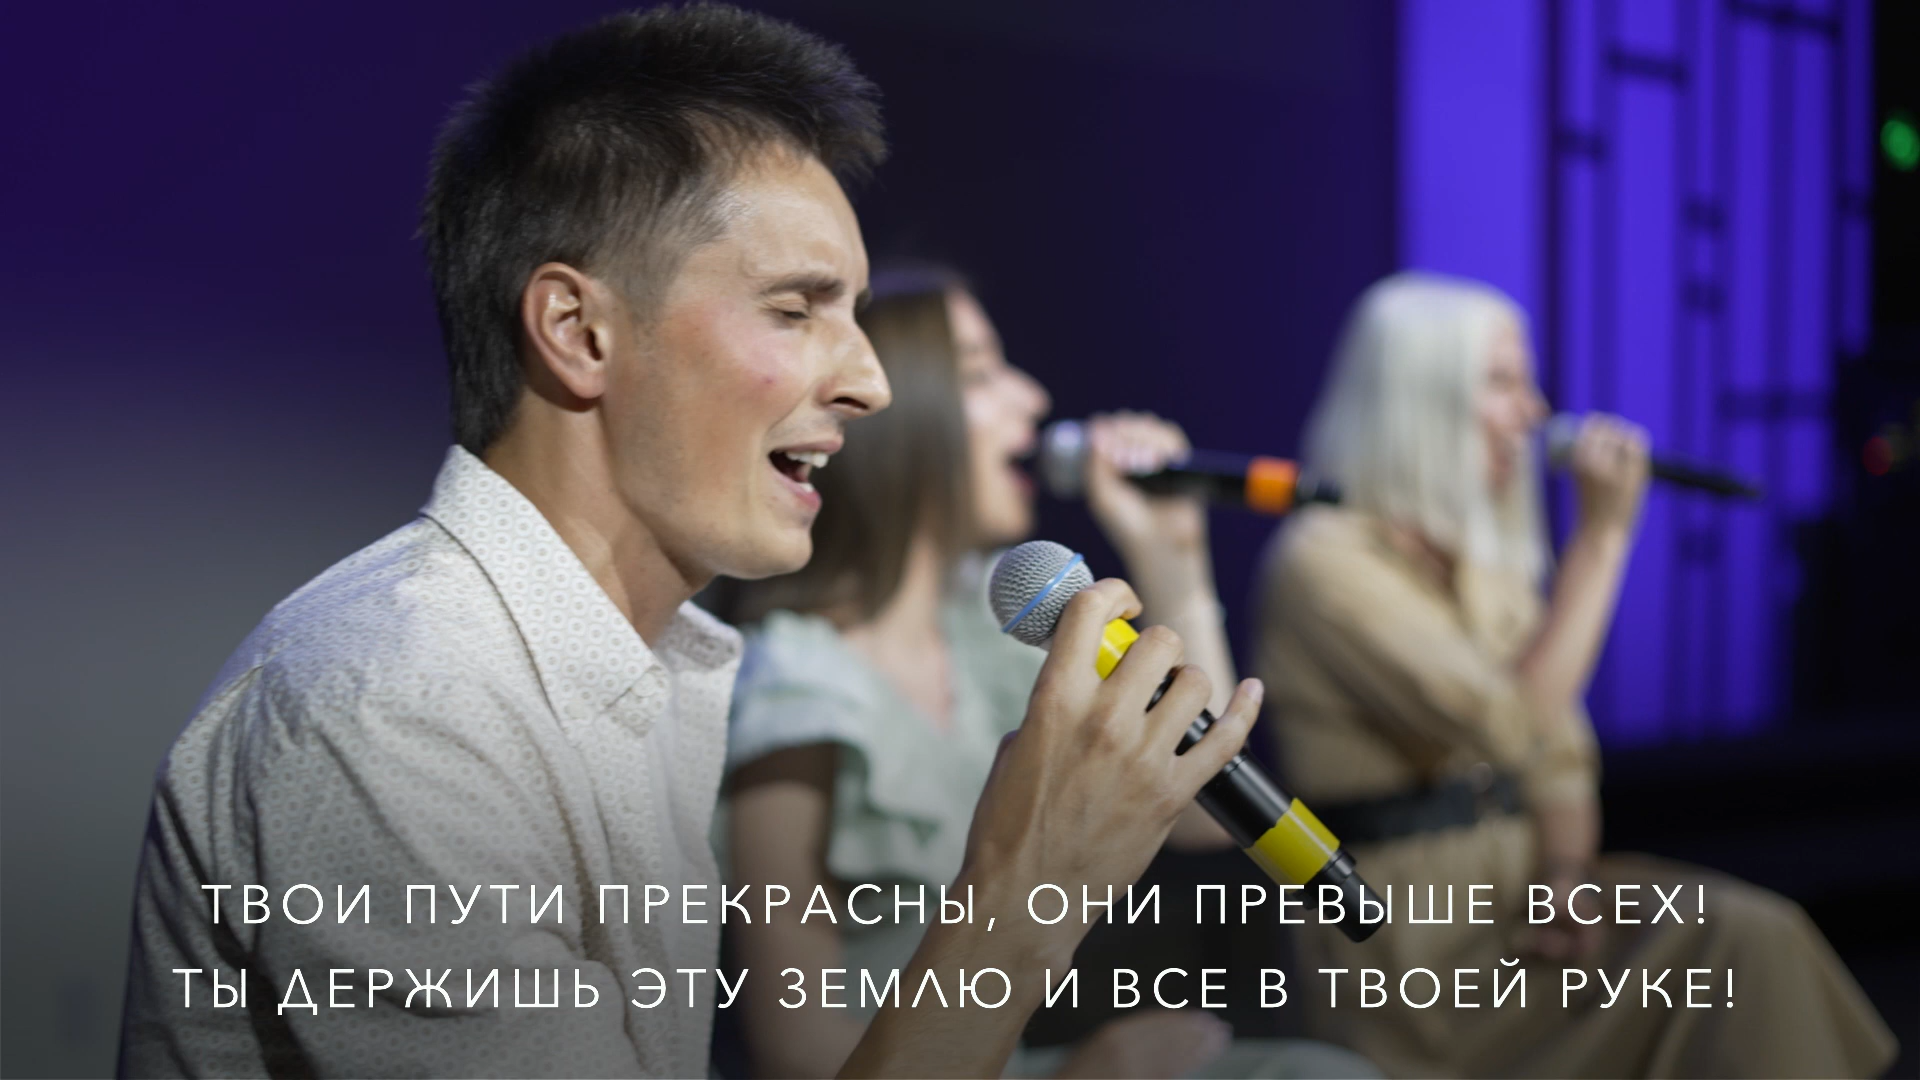 ТВОИ ПУТИ ПРЕКРАСНЫ, ОНИ ПРЕВЫШЕ ВСЕХ!
ТЫ ДЕРЖИШЬ ЭТУ ЗЕМЛЮ И ВСЕ В ТВОЕЙ РУКЕ!